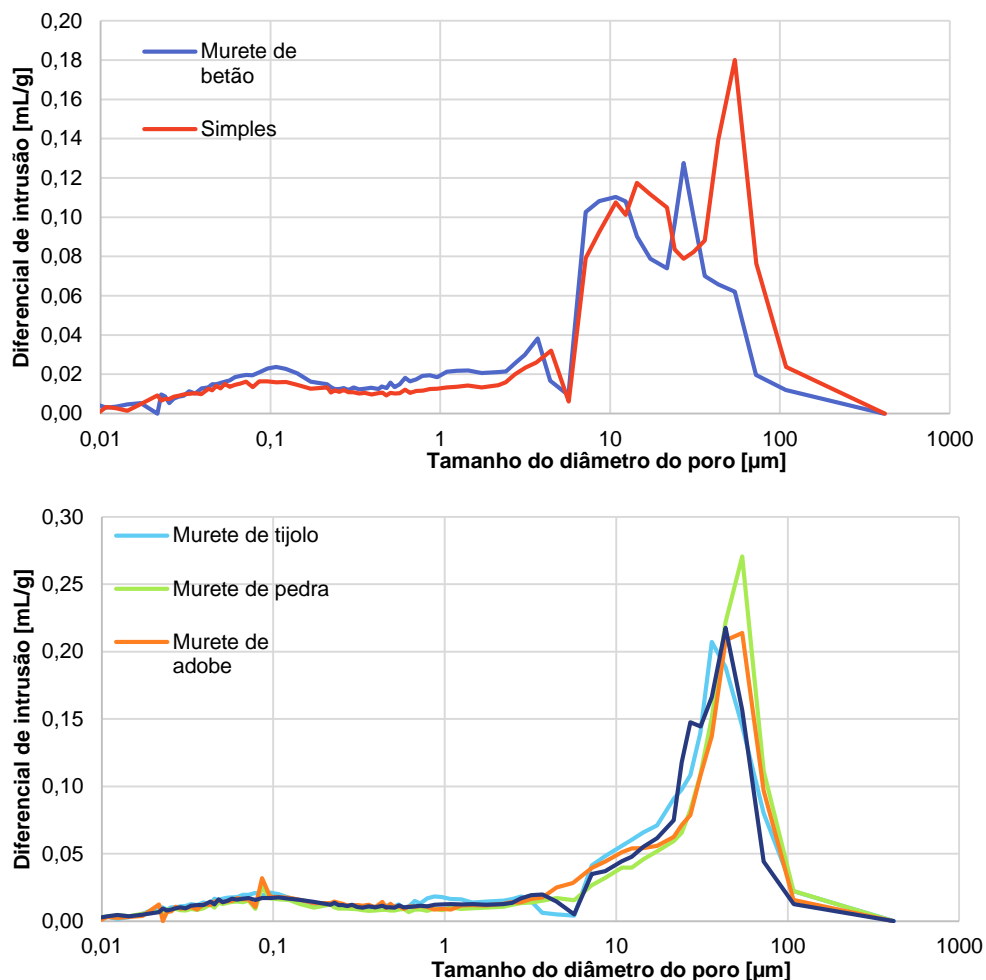 0,20
0,18
0,16
0,14
0,12
0,10
0,08
0,06
0,04
0,02
0,00
Diferencial de intrusão [mL/g]
Murete de
betão
Simples
0,01 0,1 1 10 100 1000
Tamanho do diâmetro do poro [µm]
0,30
0,25
0,20
0,15
0,10
0,05
0,00
Diferencial de intrusão [mL/g]
Murete de tijolo
Murete de pedra
Murete de
adobe
0,01 0,1 1 10 100 1000
Tamanho do diâmetro do poro [µm]